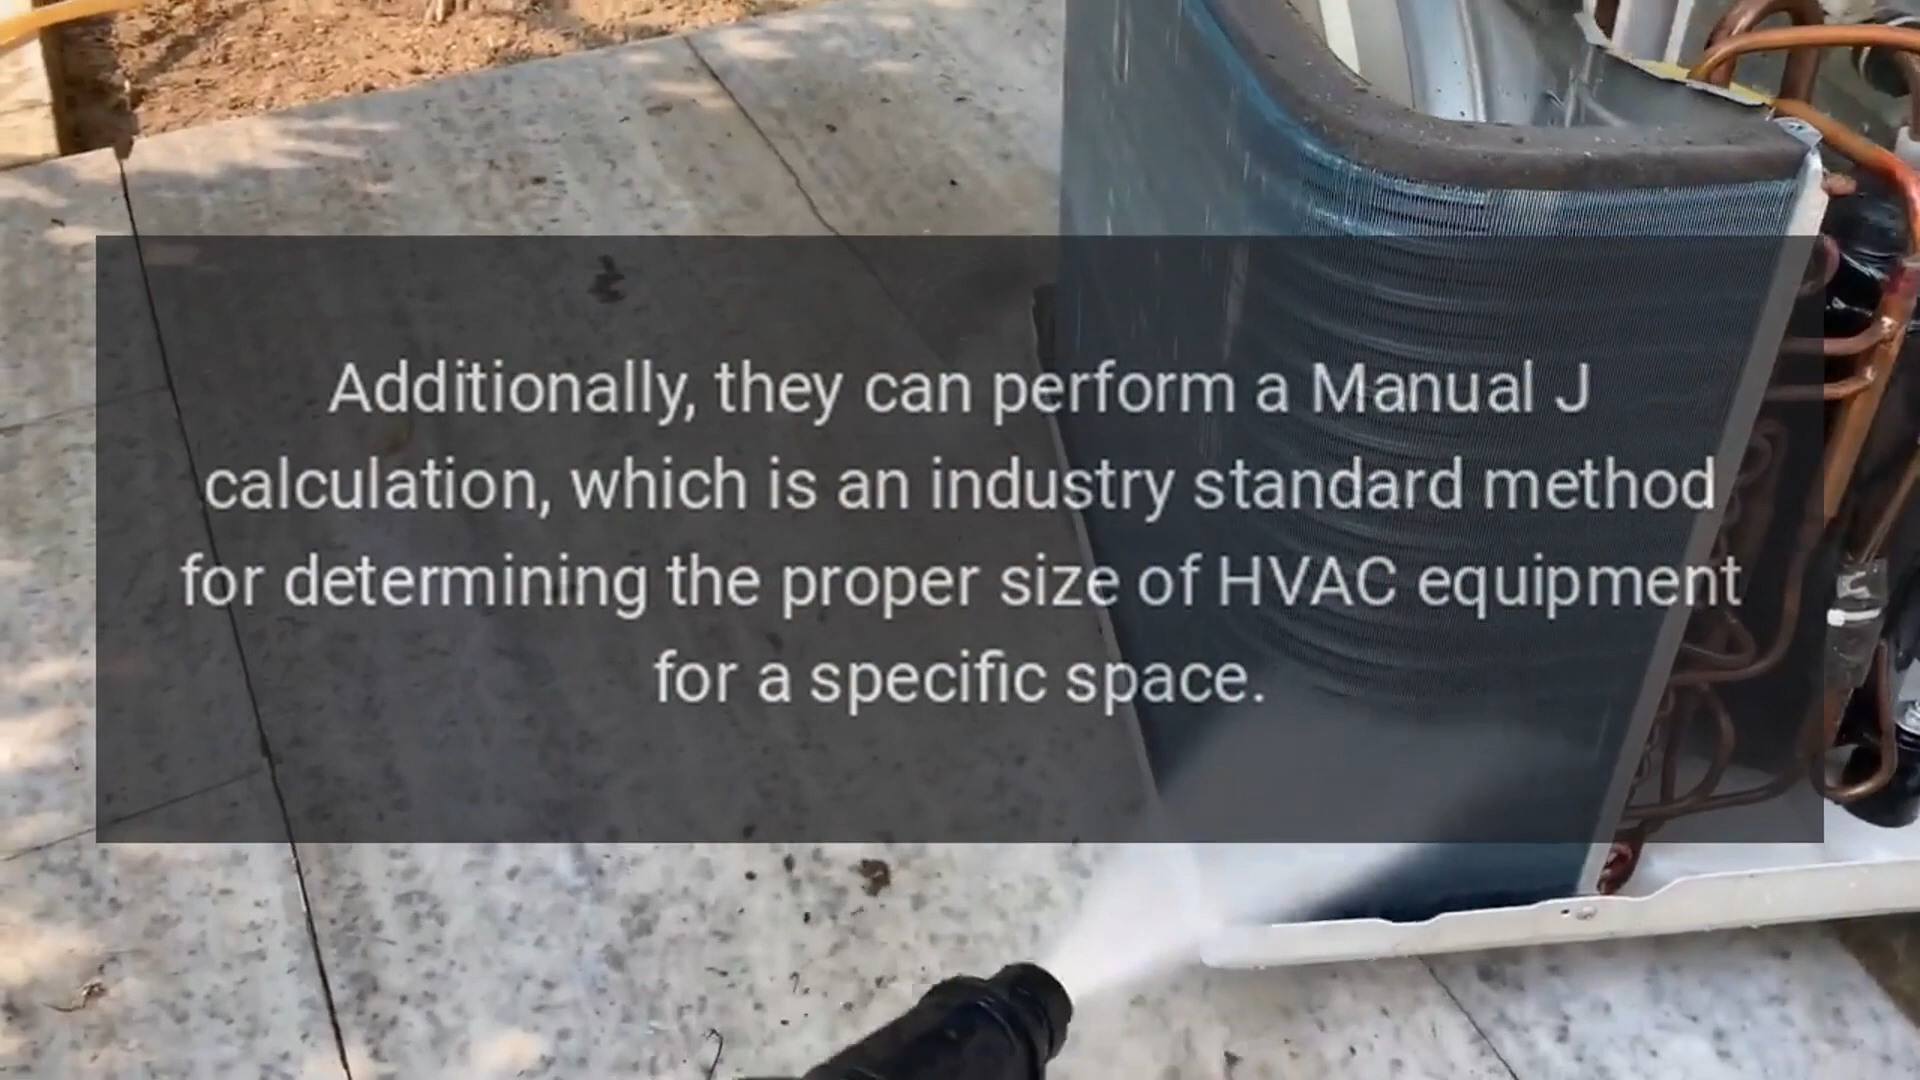 Additionally, they can perform a Manual J
calculation, which is an industry standard method
for determining the proper size of HVAC equipment
for a specific space.